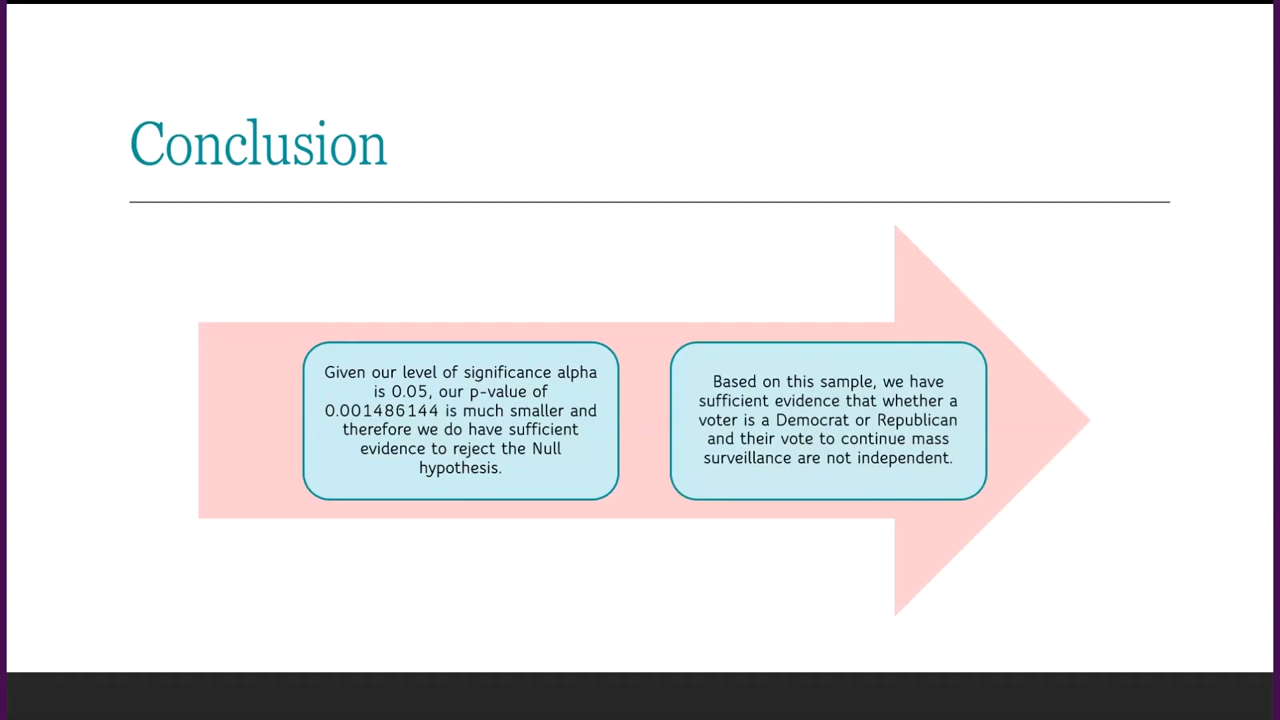 Conclusion
Given our level of significance alpha
is 0.05, our p-value of
0.001486144 is much smaller and
therefore we do have sufficient
evidence to reject the Null
hypothesis.
Based on this sample, we have
sufficient evidence that whether a
voter is a Democrat or Republican
and their vote to continue mass
surveillance are not independent.